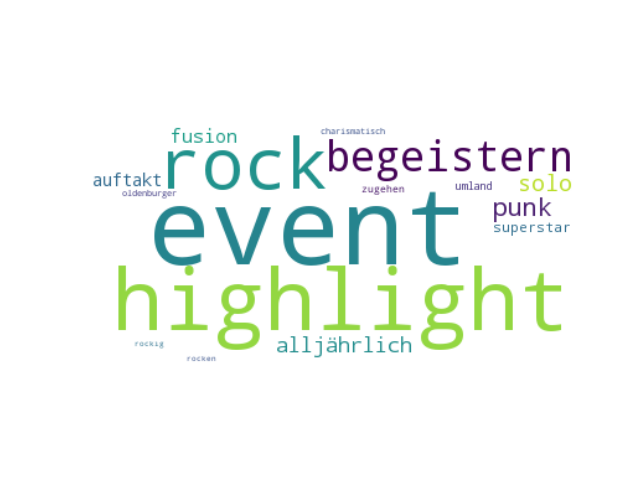 fusion
charismatisch
rock
begeistern
auftakt
zugehen
umland
solo
oldenburger
event
punk
superstar
highlight
alljährlich
rockig
rocken